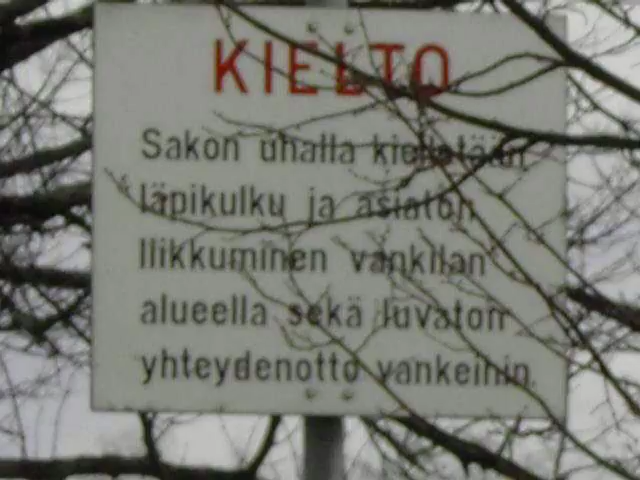 KIELTO
Sakon uhalla kielletään
läpikulku ja asiaton
liikkuminen vankilan
alueella sekä luvaton
yhteydenotto vankeihin.